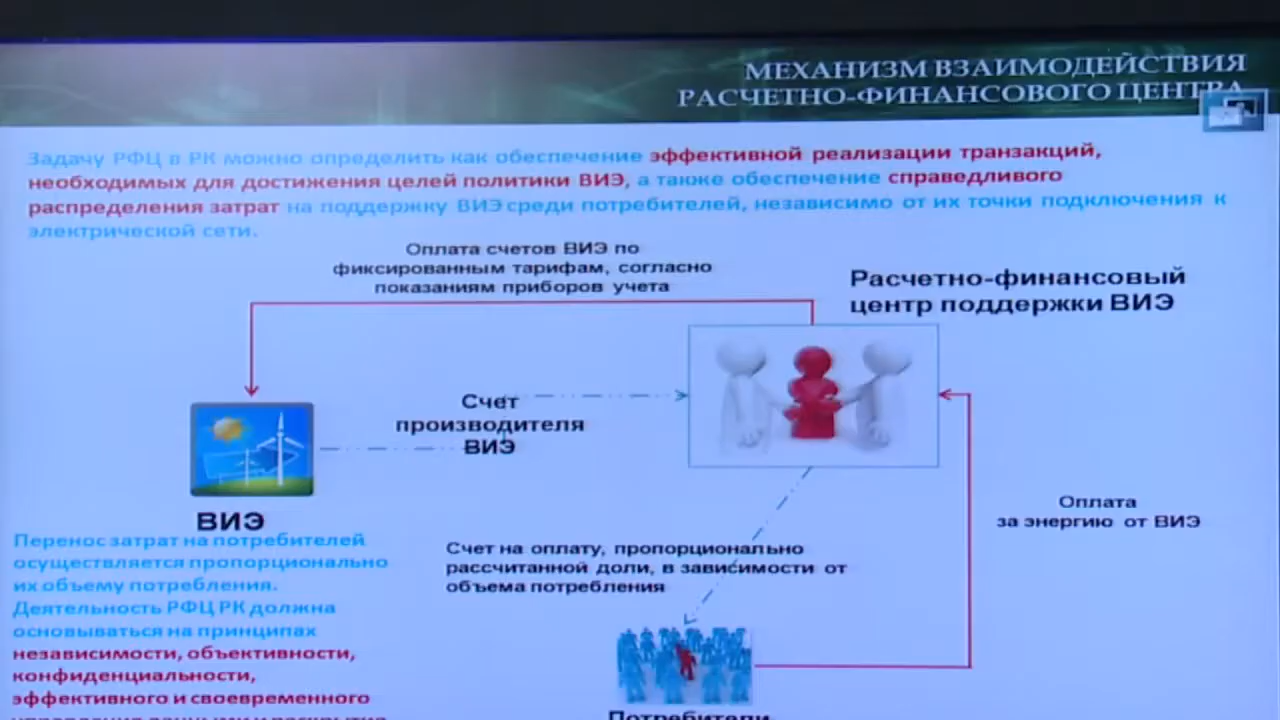 МЕХАНИЗМ ВЗАИМОДЕЙСТВИЯ
РАСЧЕТНО-ФИНАНСОВОГО ЦЕНТРА
Задачу РФЦ в РК можно определить как обеспечение эффективной реализации транзакций,
необходимых для достижения целей политики ВИЭ, а также обеспечение справедливого
распределения затрат на поддержку ВИЭ среди потребителей, независимо от их точки подключения к
электрической сети.
Оплата счетов ВИЭ по
фиксированным тарифам, согласно
показаниям приборов учета
Расчетно-финансовый
центр поддержки ВИЭ
Счет
производителя
ВИЭ
ВИЭ
Оплата
за энергию от ВИЭ
Счет на оплату, пропорционально
рассчитанной доли, в зависимости от
объема потребления
Перенос затрат на потребителей
осуществляется пропорционально
их объему потребления.
Деятельность РФЦ РК должна
основываться на принципах
независимости, объективности,
конфиденциальности,
эффективного и своевременного
Потребители